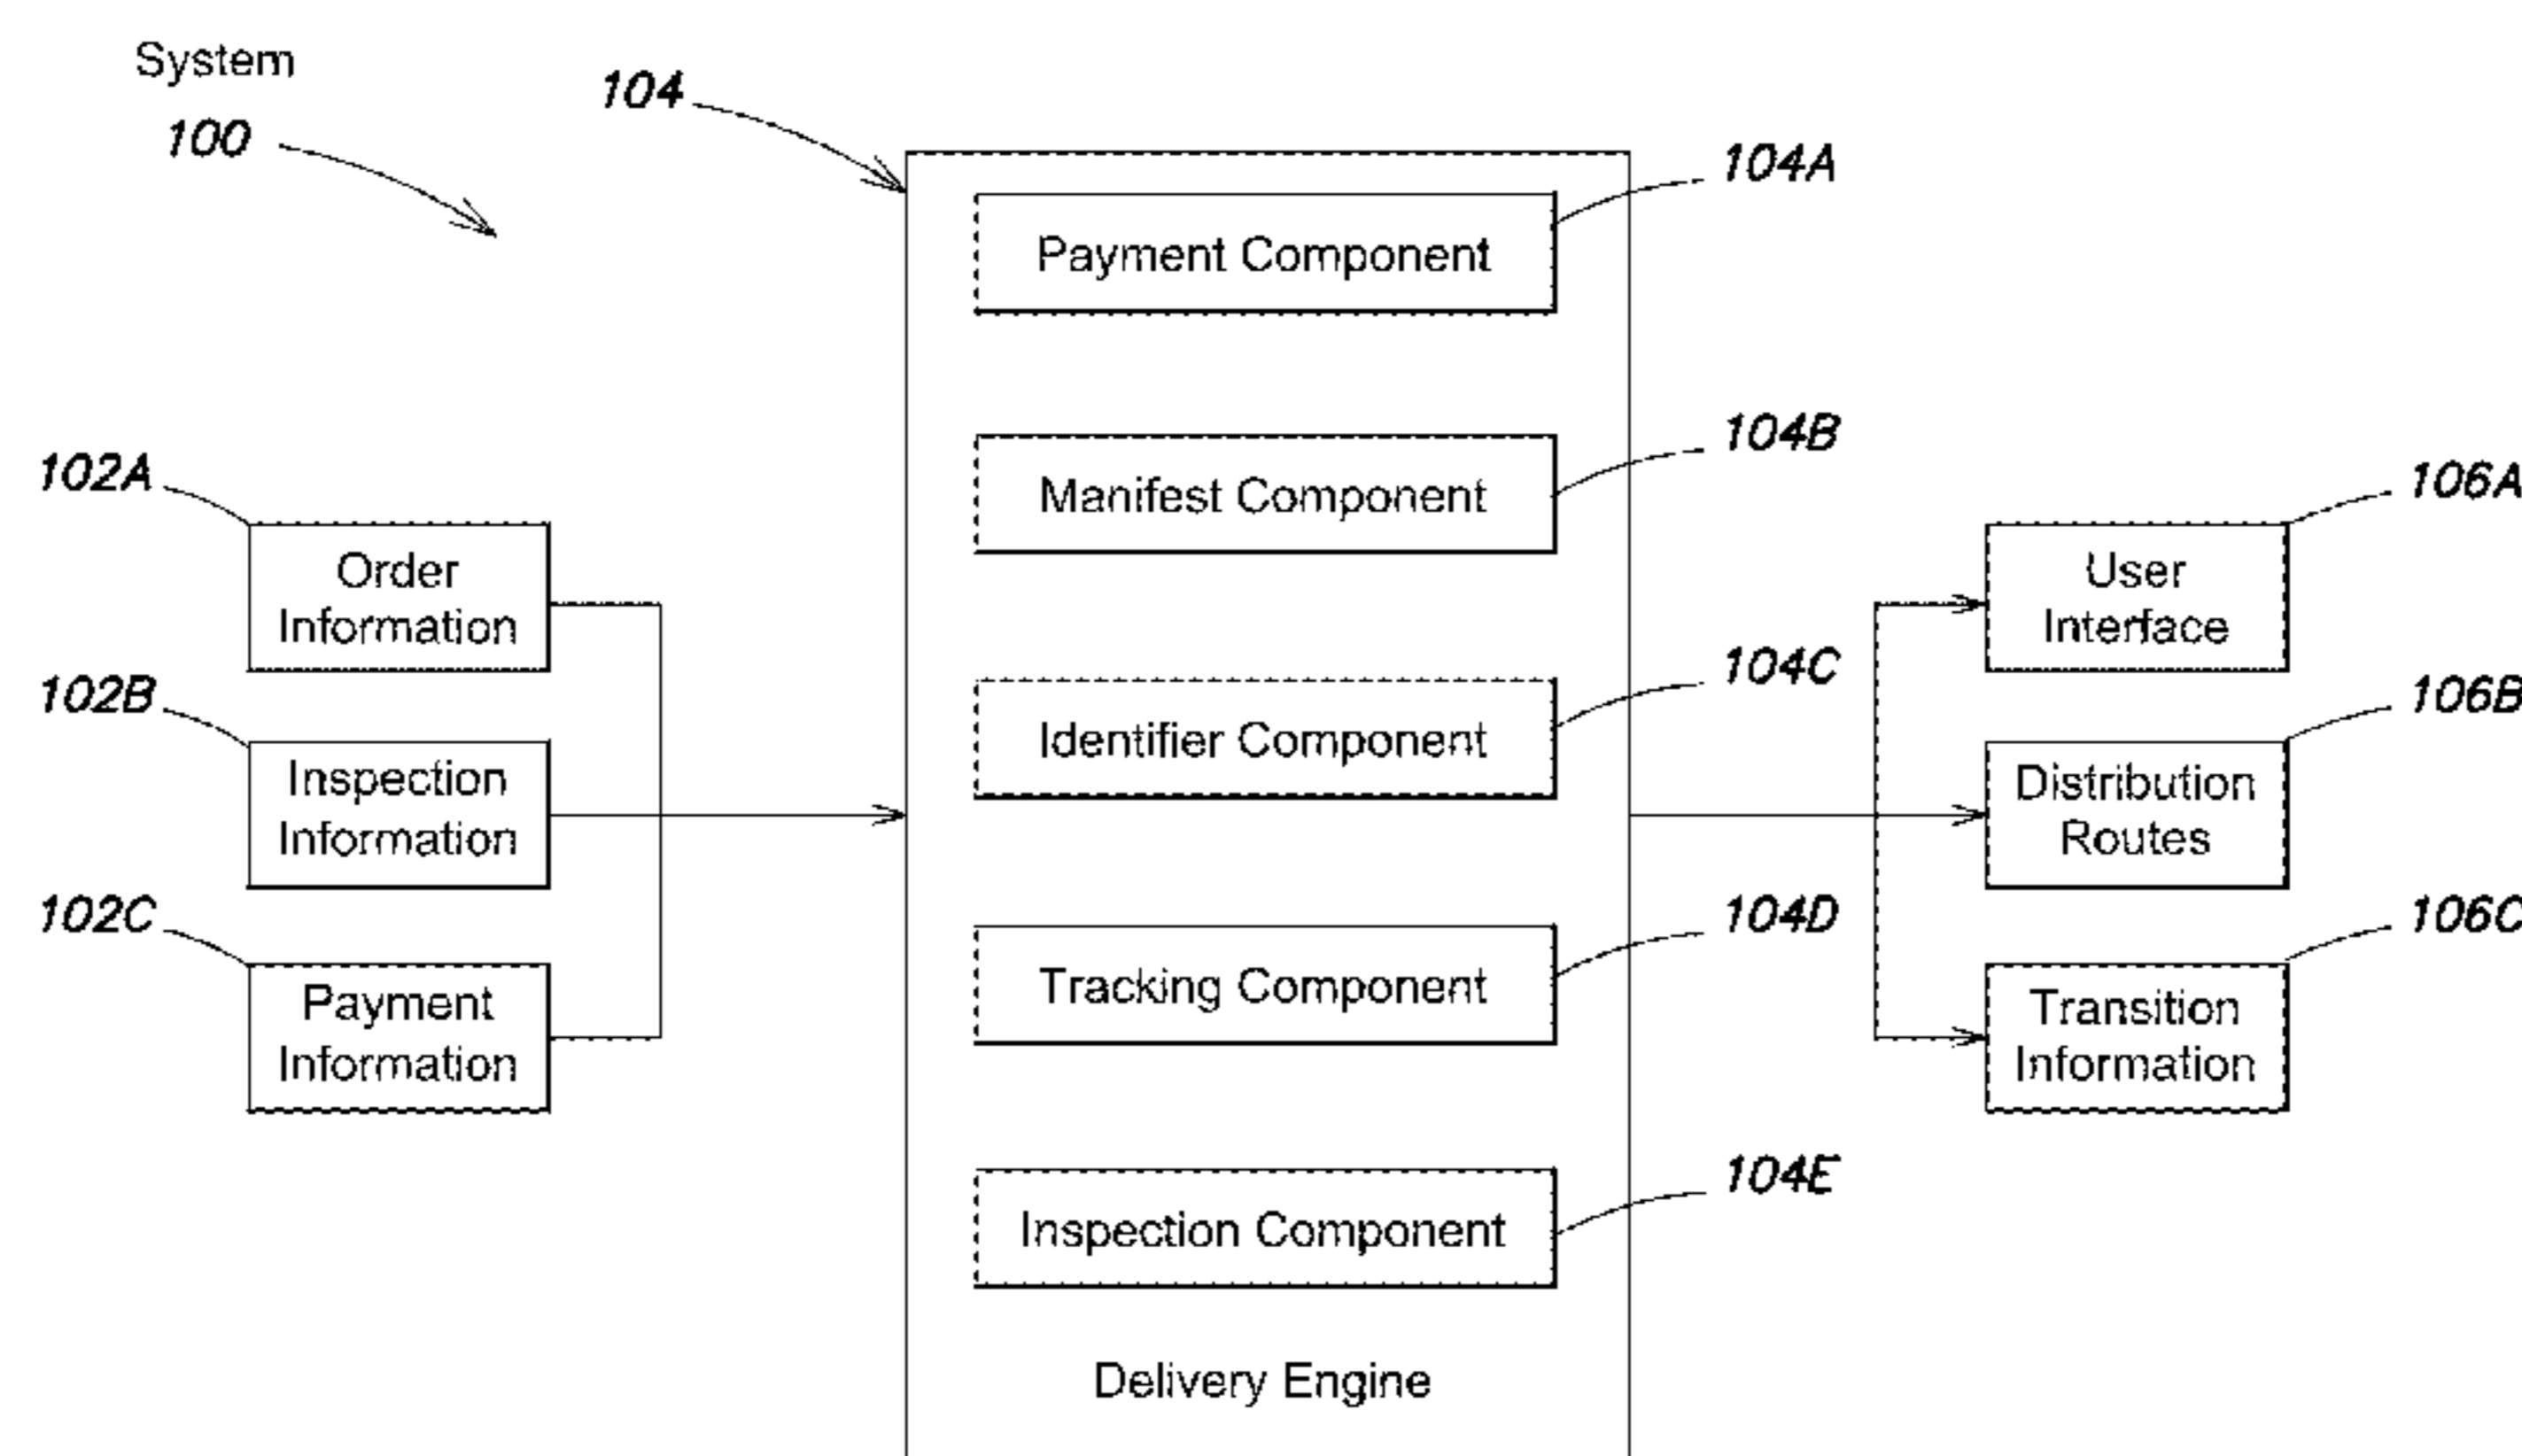 System
100
104
104A
Payment Component
104B
Manifest Component
102A
Order
Information
106A
User
Interface
104C
Identifier Component
102B
Inspection
Information
106B
Distribution
Routes
104D
Tracking Component
102C
Payment
Information
106C
Transition
Information
104E
Inspection Component
Delivery Engine